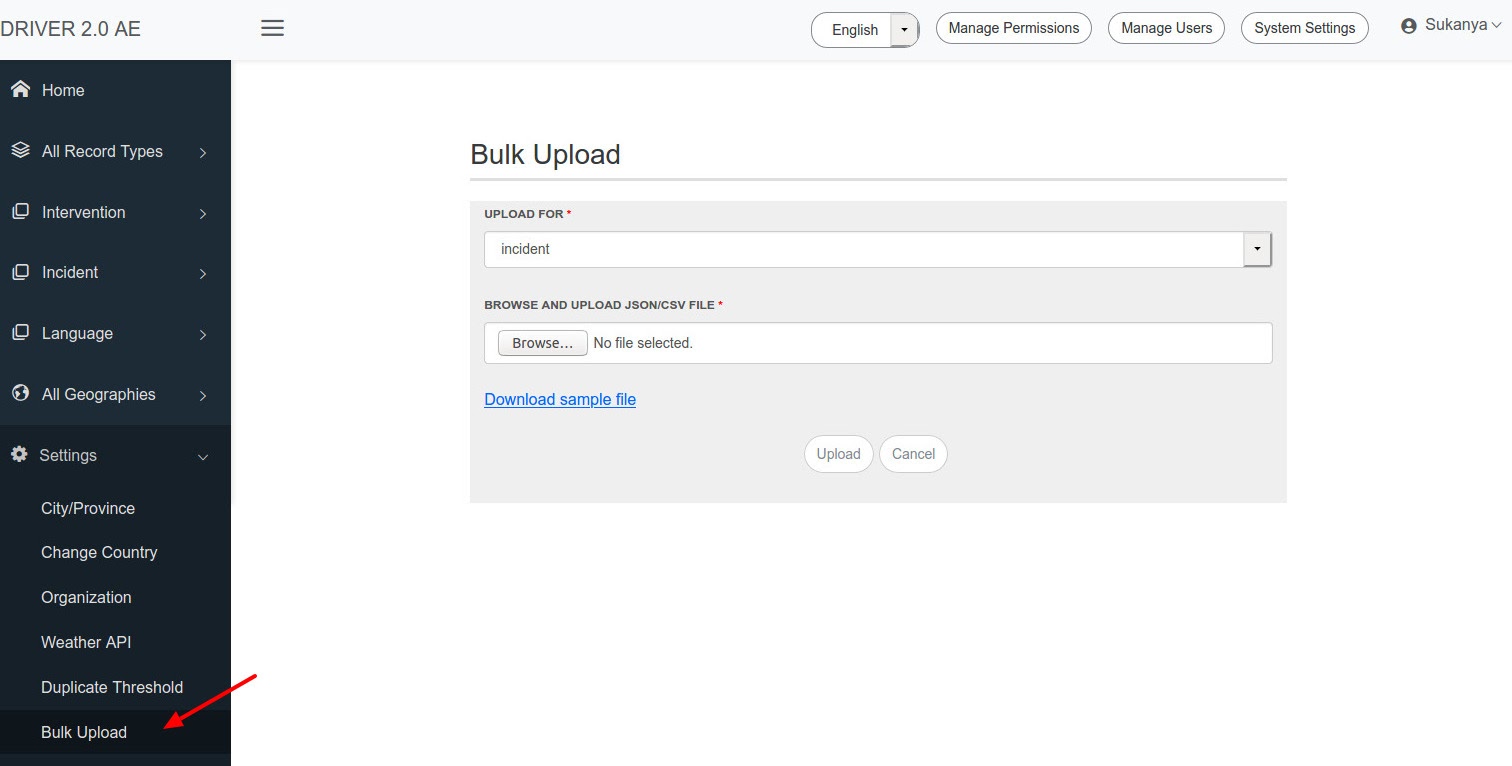 DRIVER 2.0 AE
English
Manage Permissions
Manage Users
System Settings
Sukanya
Home
All Record Types
Intervention
Incident
Language
All Geographies
Settings
City/Province
Change Country
Organization
Weather API
Duplicate Threshold
Bulk Upload
Bulk Upload
UPLOAD FOR *
incident
BROWSE AND UPLOAD JSON/CSV FILE *
Browse... No file selected.
Download sample file
Upload
Cancel